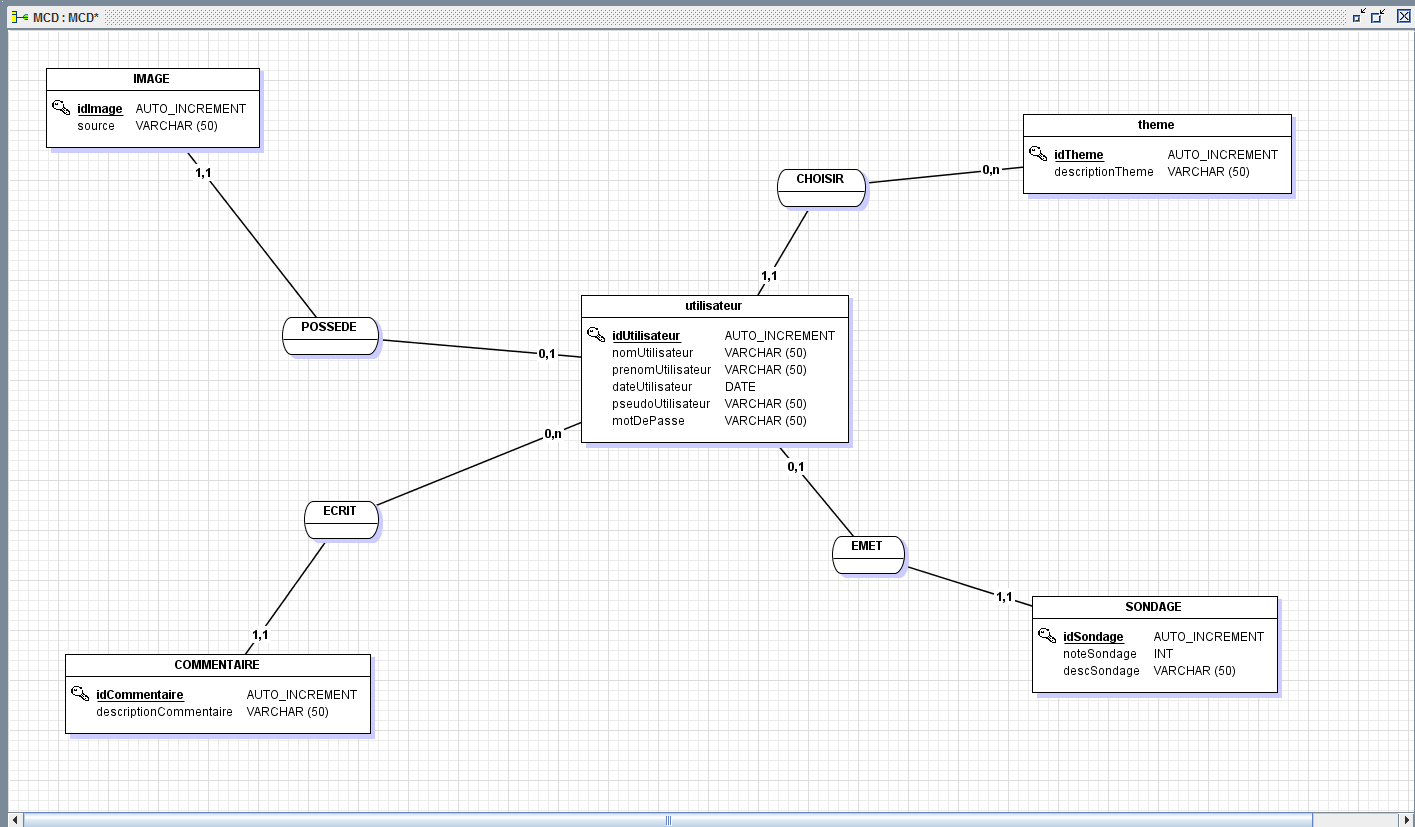 MCD : MCD*
IMAGE
idImage AUTO_INCREMENT
source VARCHAR (50)
1,1
theme
idTheme AUTO_INCREMENT
descriptionTheme VARCHAR (50)
CHOISIR
0,n
1,1
utilisateur
idUtilisateur AUTO_INCREMENT
nomUtilisateur VARCHAR (50)
prenomUtilisateur VARCHAR (50)
dateUtilisateur DATE
pseudoUtilisateur VARCHAR (50)
motDePasse VARCHAR (50)
POSSEDE
0,1
0,n
0,1
ECRIT
EMET
1,1
1,1
SONDAGE
idSondage AUTO_INCREMENT
noteSondage INT
descSondage VARCHAR (50)
COMMENTAIRE
idCommentaire AUTO_INCREMENT
descriptionCommentaire VARCHAR (50)